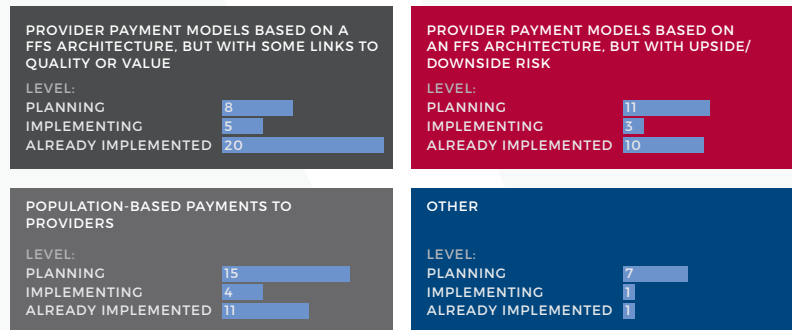 PROVIDER PAYMENT MODELS BASED ON A
FFS ARCHITECTURE, BUT WITH SOME LINKS TO
QUALITY OR VALUE
LEVEL:
PLANNING 8
IMPLEMENTING 5
ALREADY IMPLEMENTED 20
PROVIDER PAYMENT MODELS BASED ON
AN FFS ARCHITECTURE, BUT WITH UPSIDE/
DOWNSIDE RISK
LEVEL:
PLANNING 11
IMPLEMENTING 3
ALREADY IMPLEMENTED 10
POPULATION-BASED PAYMENTS TO
PROVIDERS
LEVEL:
PLANNING 15
IMPLEMENTING 4
ALREADY IMPLEMENTED 11
OTHER
LEVEL:
PLANNING 7
IMPLEMENTING 1
ALREADY IMPLEMENTED 1